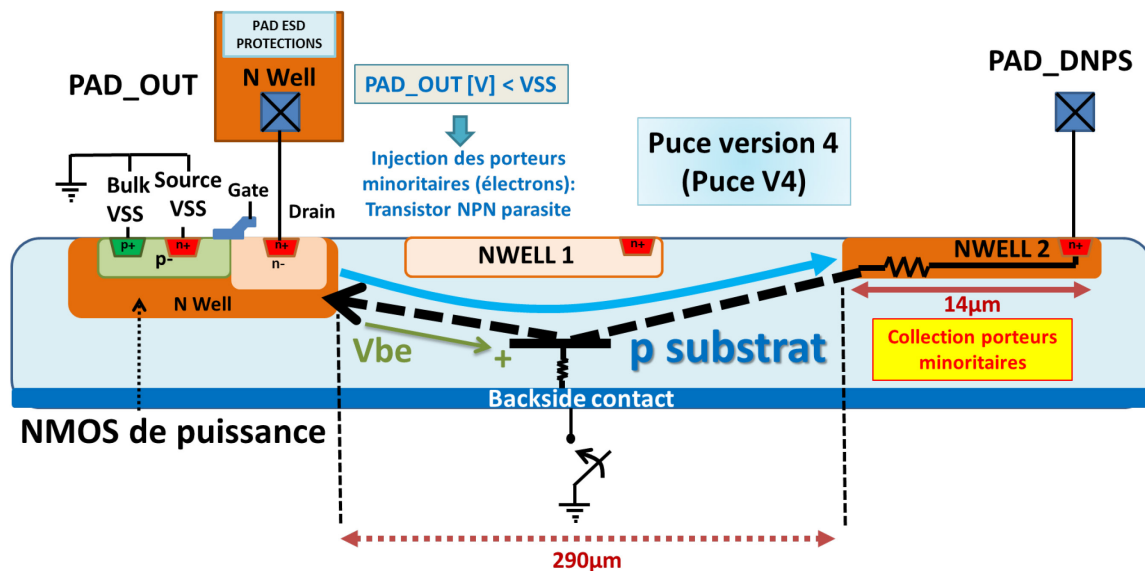 PAD ESD
PROTECTIONS
N Well
PAD_OUT
PAD_OUT [V] < VSS
PAD_DNPS
Puce version 4
(Puce V4)
Injection des porteurs
minoritaires (électrons):
Transistor NPN parasite
Bulk
VSS
Source
VSS
Gate
Drain
p+
n+
p-
n+
n-
N Well
NWELL 1
n+
NWELL 2
n+
14µm
Collection porteurs
minoritaires
Vbe
+
p substrat
Backside contact
NMOS de puissance
290µm